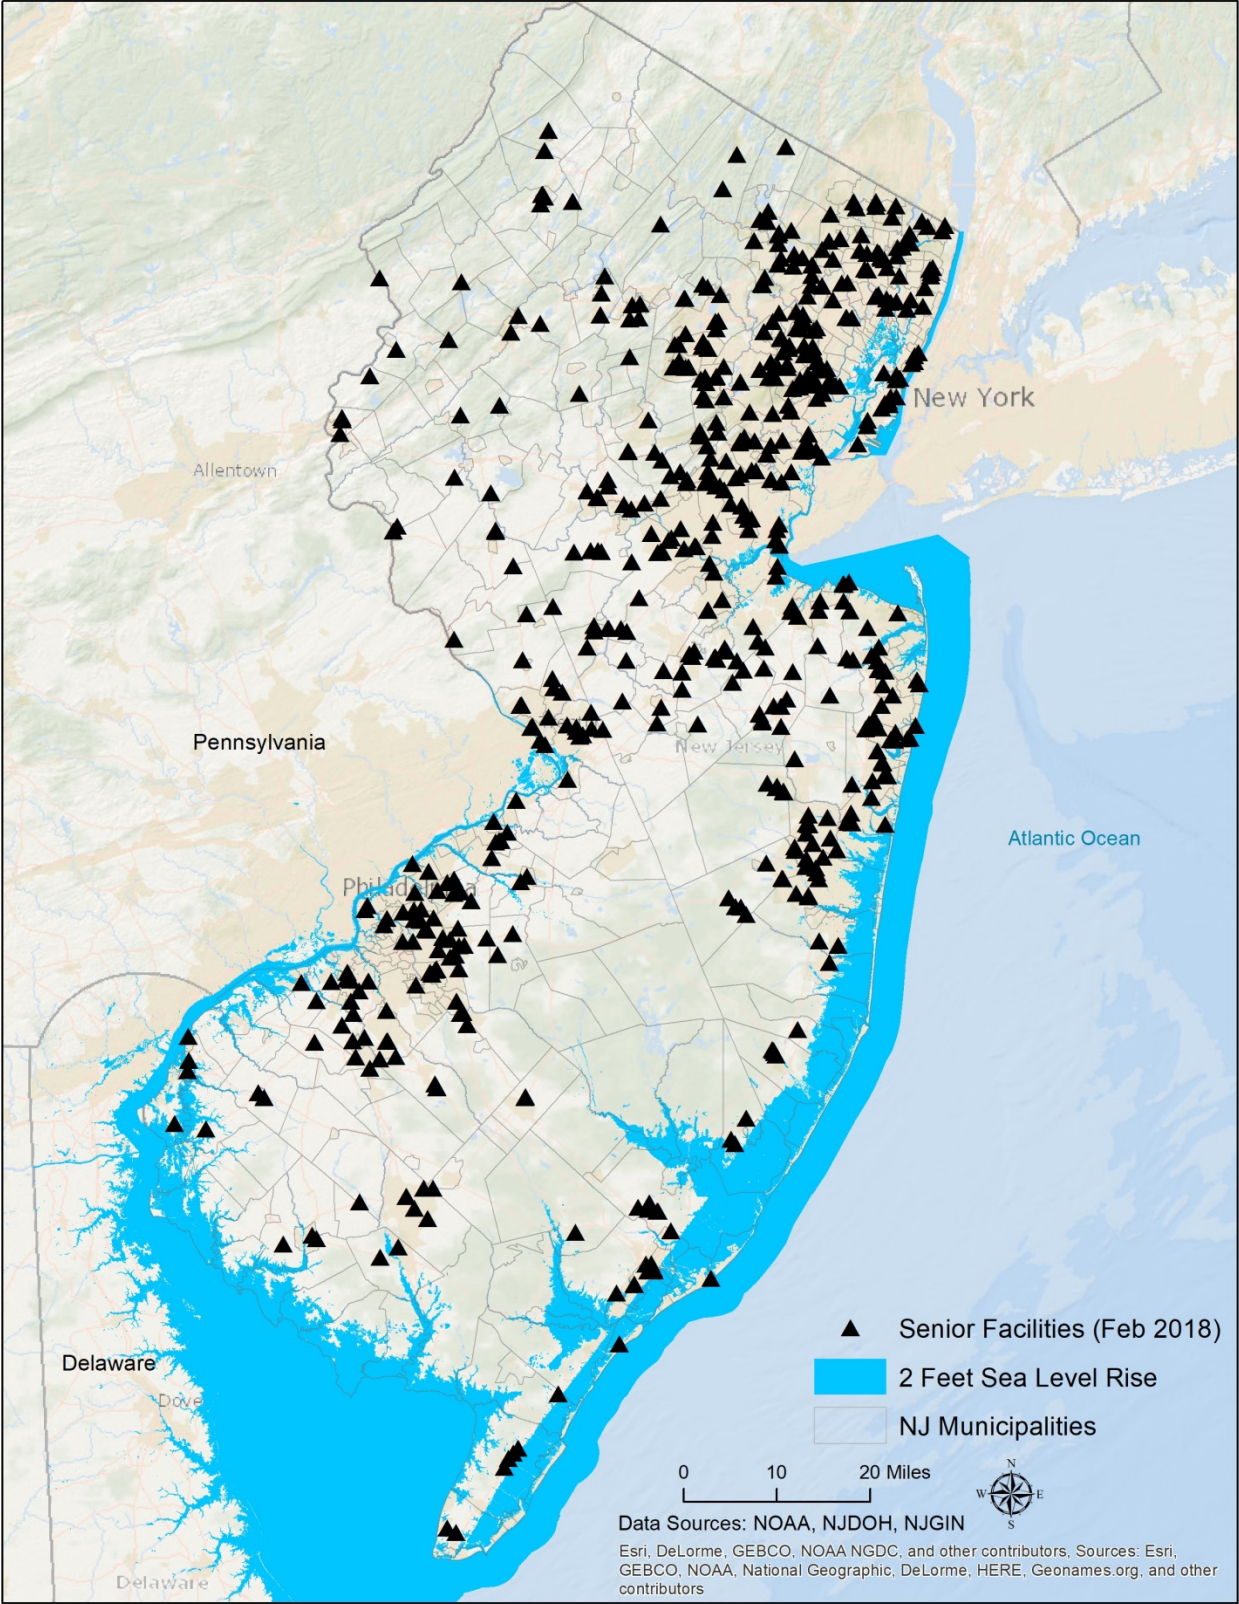 New York
Allentown
Pennsylvania
New Jersey
Atlantic Ocean
Philadelphia
Senior Facilities (Feb 2018)
2 Feet Sea Level Rise
Delaware
Dove
NJ Municipalities
0 10 20 Miles
N
W E
S
Data Sources: NOAA, NJDOH, NJGIN
Esri, DeLorme, GEBCO, NOAA NGDC, and other contributors, Sources: Esri,
GEBCO, NOAA, National Geographic, DeLorme, HERE, Geonames.org, and other
contributors
Delaware